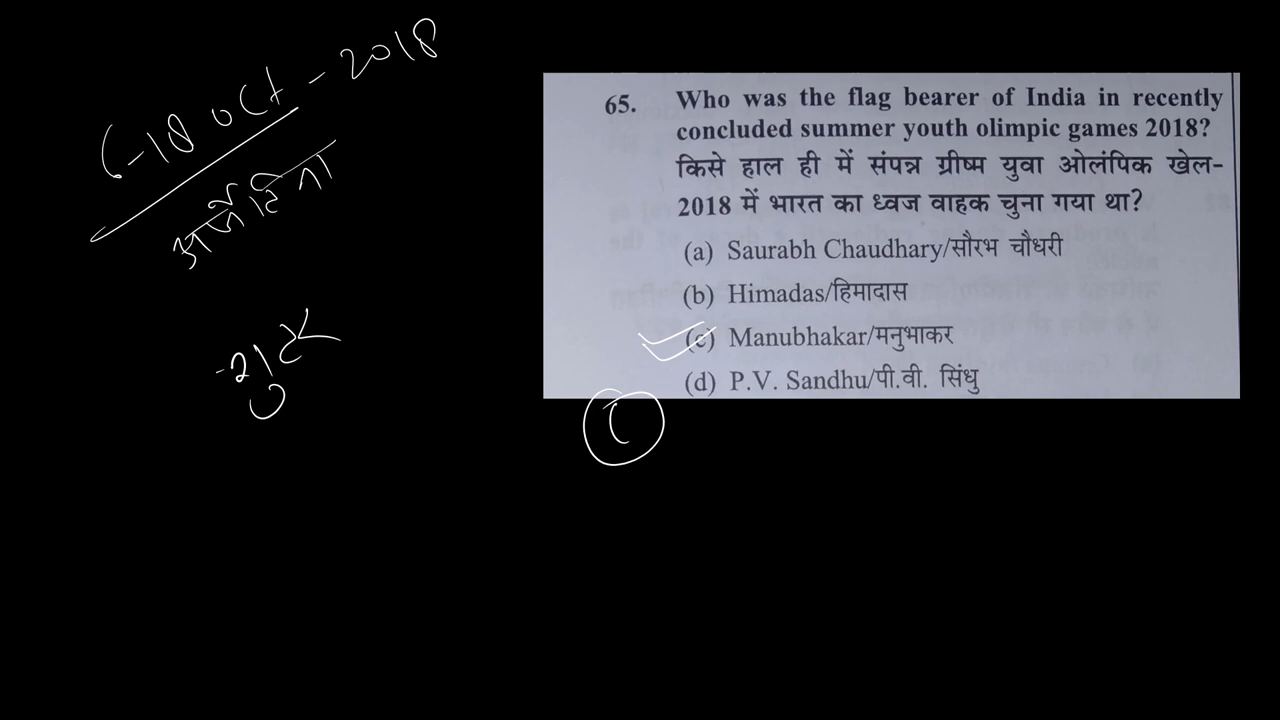 6-18 oct - 2018
65. Who was the flag bearer of India in recently
concluded summer youth olimpic games 2018?
किसे हाल ही में संपन्न ग्रीष्म युवा ओलंपिक खेल-
2018 में भारत का ध्वज वाहक चुना गया था?
(a) Saurabh Chaudhary/सौरभ चौधरी
(b) Himadas/हिमादास
(c) Manubhakar/मनुभाकर
(d) P.V. Sandhu/पी.वी. सिंधु